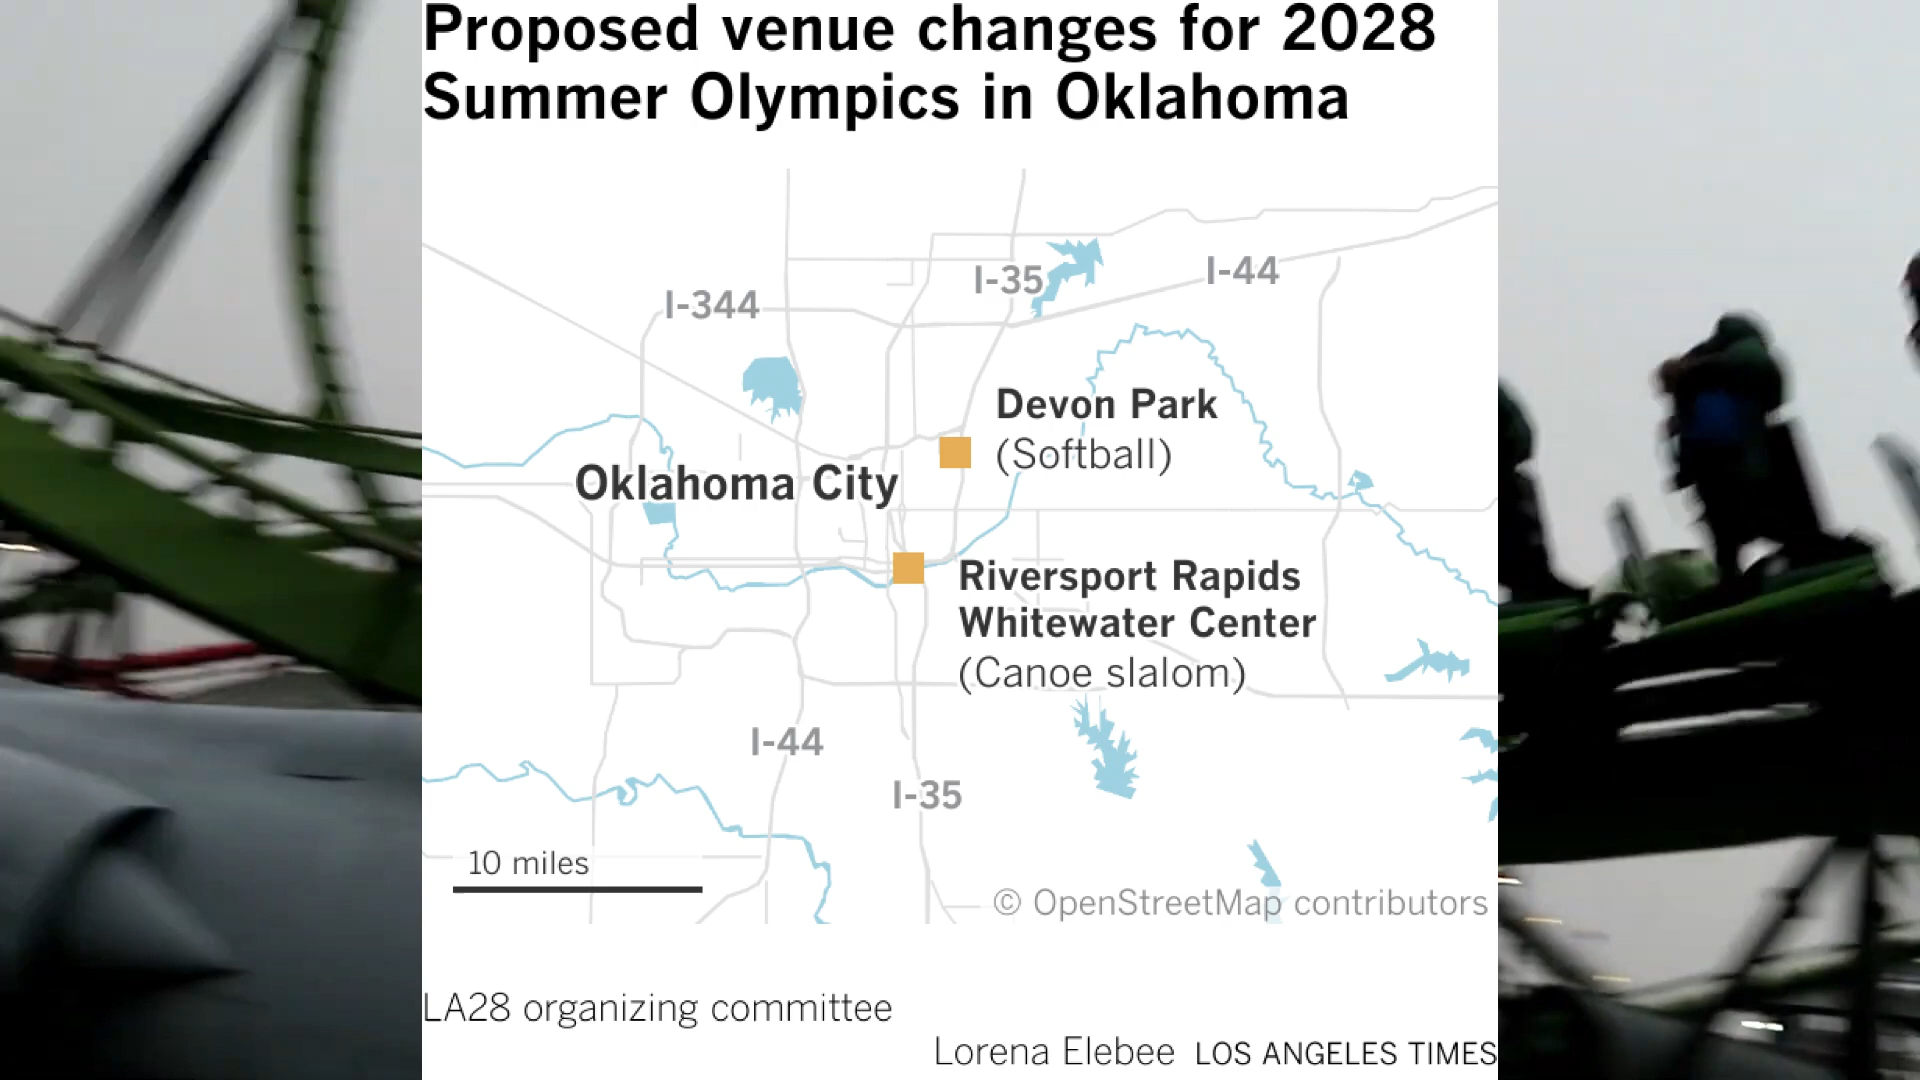 Proposed venue changes for 2028
Summer Olympics in Oklahoma
I-35
I-44
I-344
Devon Park
(Softball)
Oklahoma City
Riversport Rapids
Whitewater Center
(Canoe slalom)
I-44
I-35
10 miles
© OpenStreetMap contributors
LA28 organizing committee
Lorena Elebee LOS ANGELES TIMES